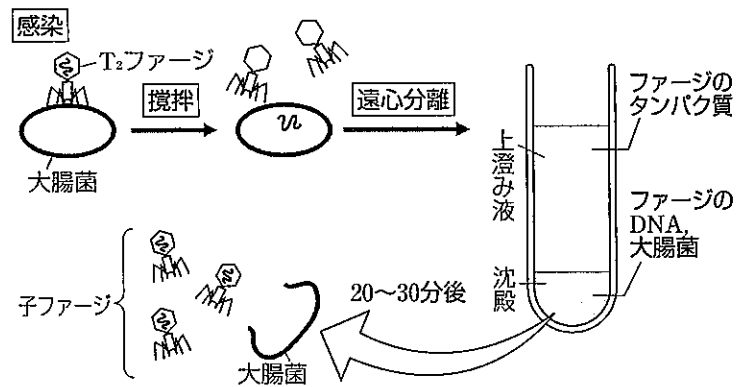 感染
T₂ファージ
攪拌
遠心分離
大腸菌
ファージの
タンパク質
上澄み液
ファージの
DNA,
大腸菌
沈殿
子ファージ
20〜30分後
大腸菌